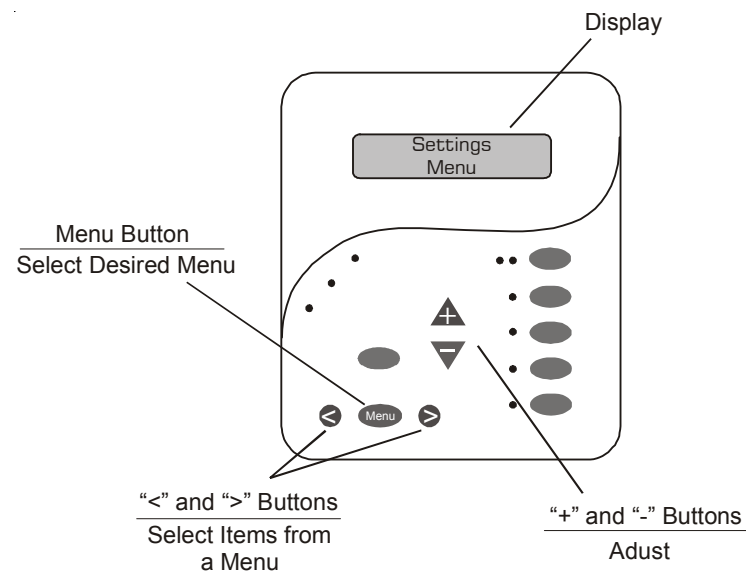 Display
Settings
Menu
Menu Button
Select Desired Menu
+
−
< Menu >
“<” and “>” Buttons
Select Items from
a Menu
“+” and “-” Buttons
Adust